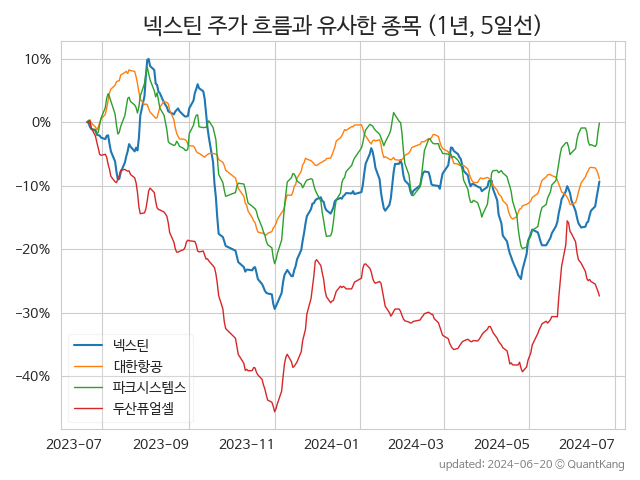 넥스틴 주가 흐름과 유사한 종목 (1년, 5일선)
10%
0%
−10%
−20%
−30%
−40%
넥스틴
대한항공
파크시스템스
두산퓨얼셀
2023-07 2023-09 2023-11 2024-01 2024-03 2024-05 2024-07
updated: 2024-06-20 © QuantKang